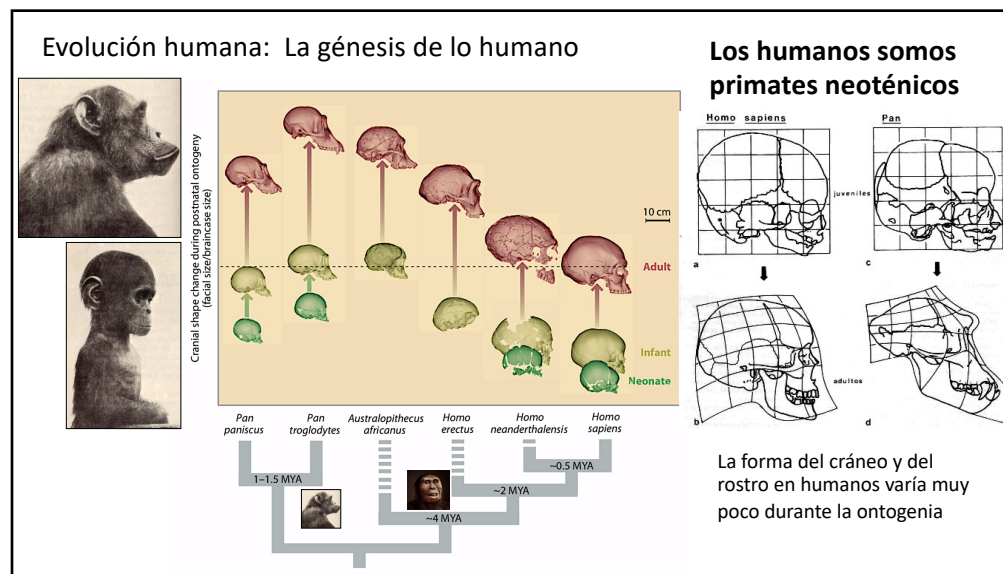 Evolución humana:  La génesis de lo humano
Los humanos somos
primates neoténicos
Cranial shape change during postnatal ontogeny
(facial size/braincase size)
10 cm
Adult
Infant
Neonate
Pan
paniscus
Pan
troglodytes
Australopithecus
africanus
Homo
erectus
Homo
neanderthalensis
Homo
sapiens
1–1.5 MYA
~0.5 MYA
~2 MYA
~4 MYA
Homo sapiens
Pan
juveniles
a
c
adultos
b
d
La forma del cráneo y del
rostro en humanos varía muy
poco durante la ontogenia